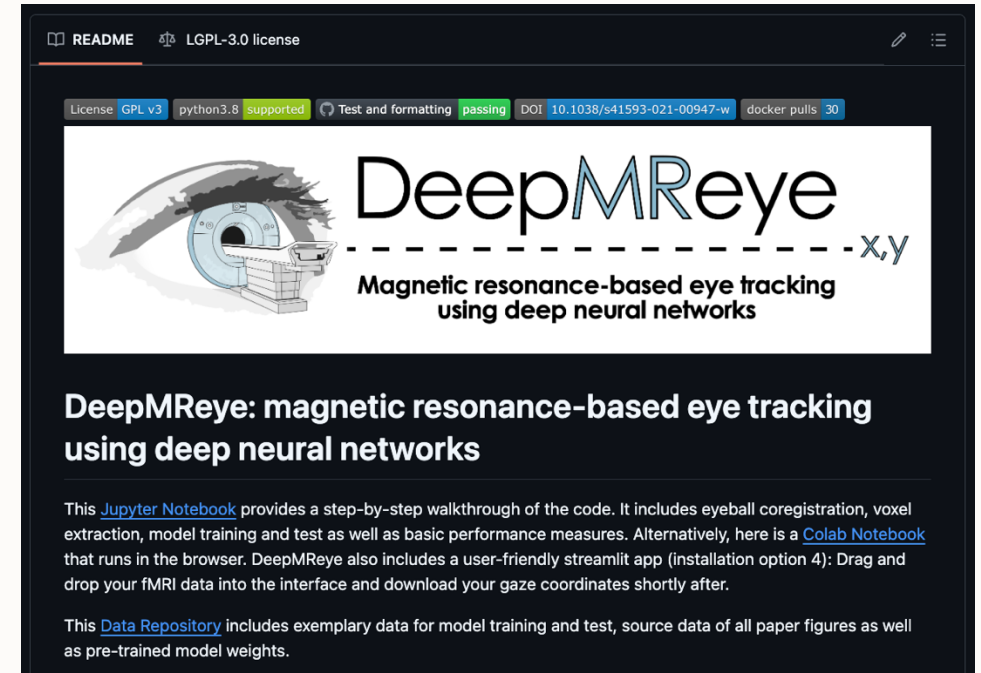 README LGPL-3.0 license
License GPL v3 python3.8 supported Test and formatting passing DOI 10.1038/s41593-021-00947-w docker pulls 30
DeepMReye
x,y
Magnetic resonance-based eye tracking
using deep neural networks
DeepMReye: magnetic resonance-based eye tracking
using deep neural networks
This Jupyter Notebook provides a step-by-step walkthrough of the code. It includes eyeball coregistration, voxel
extraction, model training and test as well as basic performance measures. Alternatively, here is a Colab Notebook
that runs in the browser. DeepMReye also includes a user-friendly streamlit app (installation option 4): Drag and
drop your fMRI data into the interface and download your gaze coordinates shortly after.
This Data Repository includes exemplary data for model training and test, source data of all paper figures as well
as pre-trained model weights.